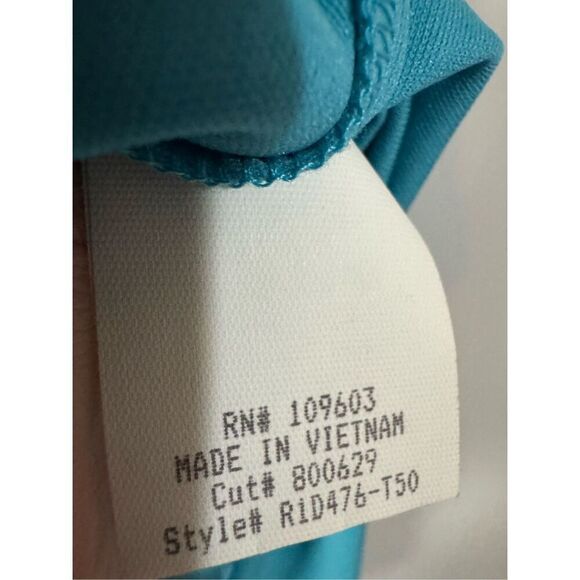 RN# 109603
MADE IN VIETNAM
Cut# 800629
Style# RiD476-T50